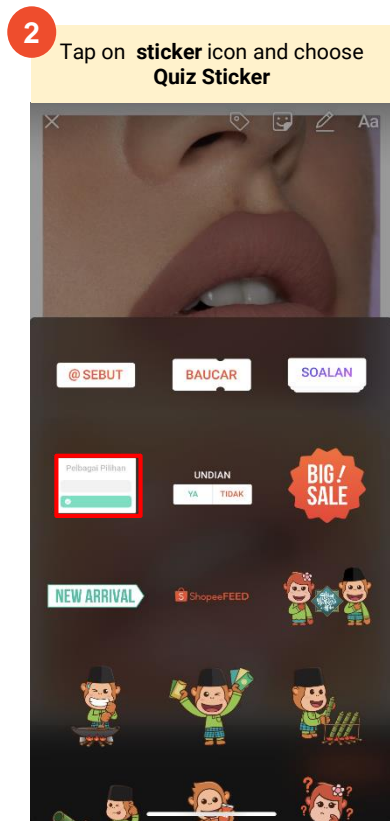 2
Tap on sticker icon and choose
Quiz Sticker
Aa
@ SEBUT
BAUCAR
SOALAN
Pelbagai Pilihan
UNDIAN
YA TIDAK
BIG!
SALE
NEW ARRIVAL
ShopeeFEED